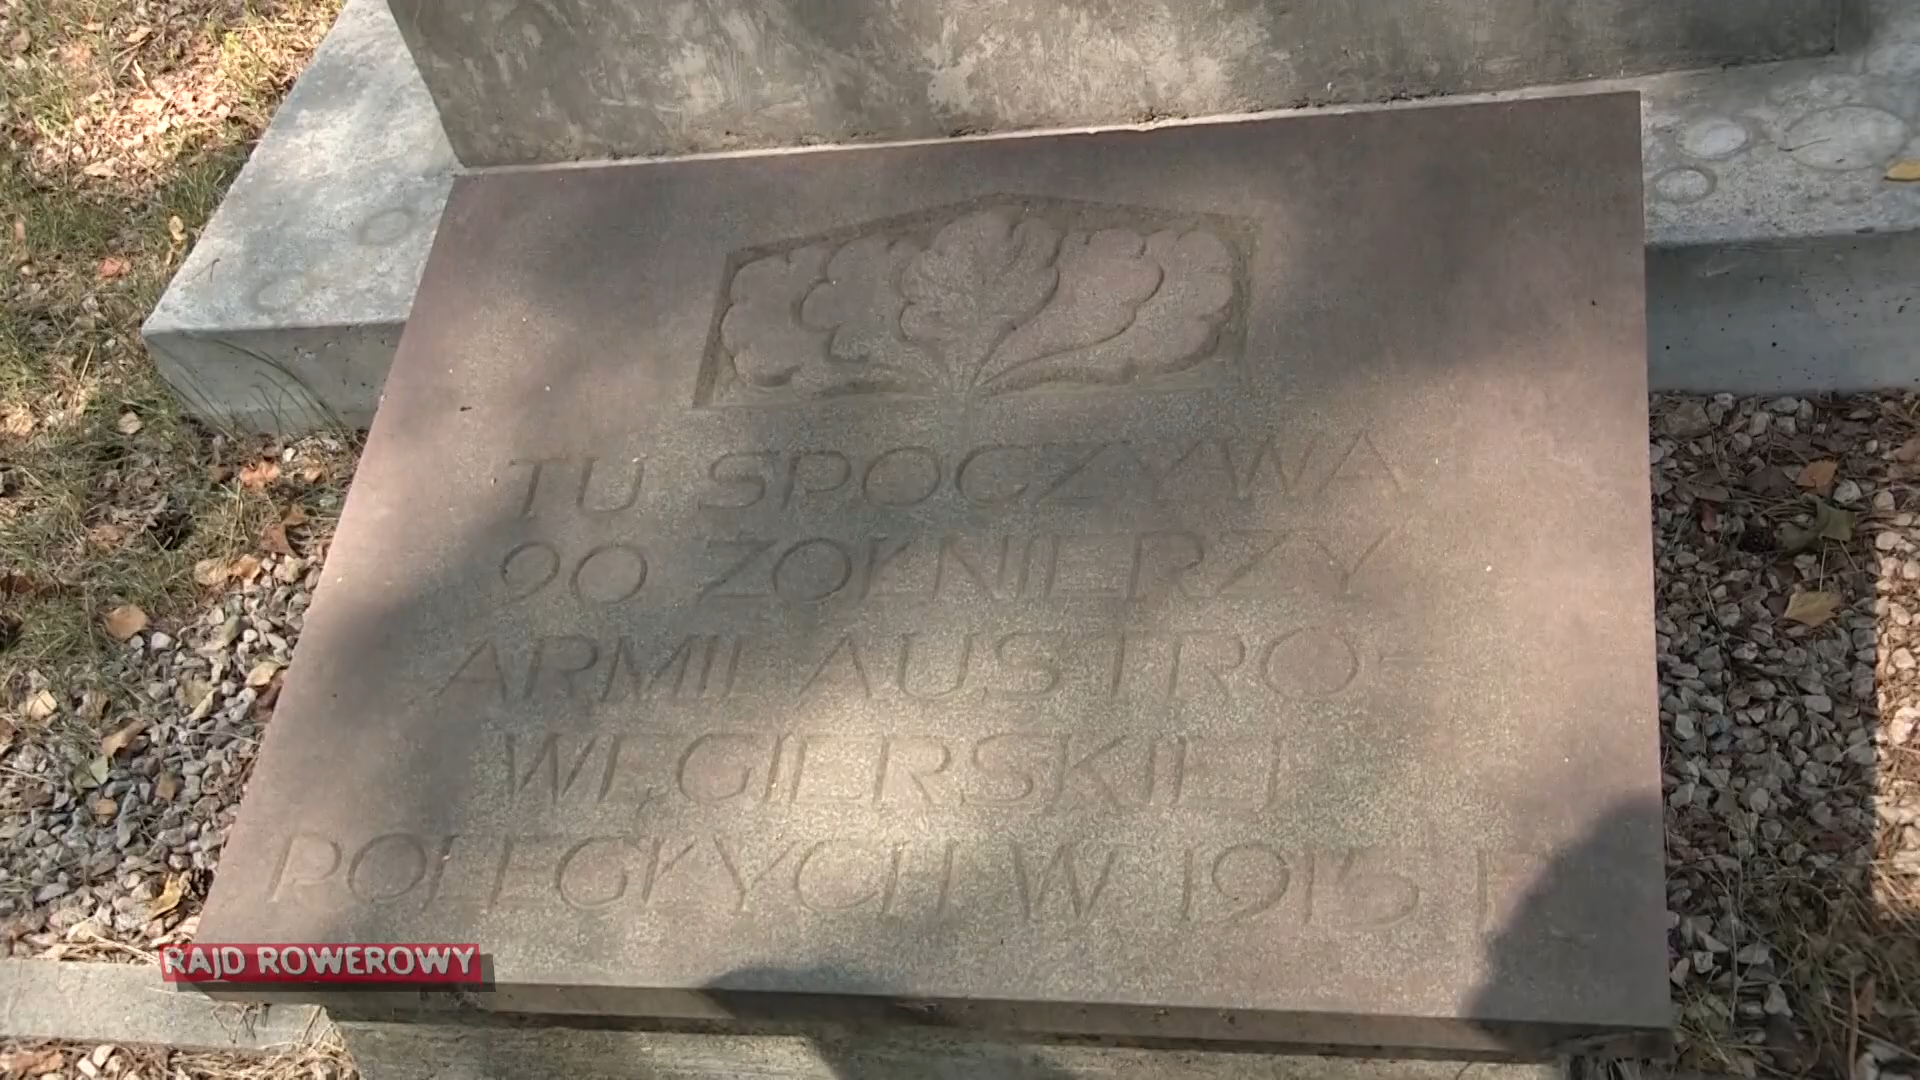 TU SPOCZYWA
90 ŻOŁNIERZY
ARMII AUSTRO-
WĘGIERSKIEJ
POLEGŁYCH W 1915 R
RAJD ROWEROWY